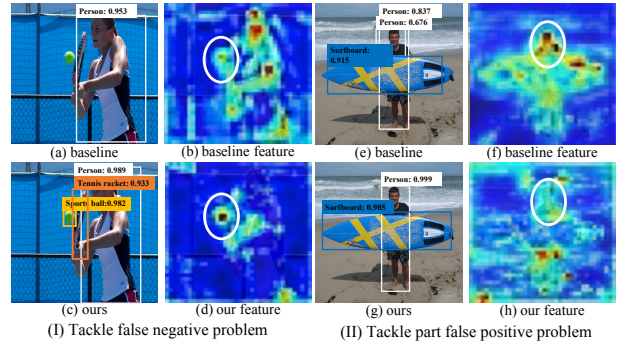 Person: 0.953
(a) baseline
(b) baseline feature
Person: 0.837
Person: 0.676
Surfboard:
0.915
(e) baseline
(f) baseline feature
Person: 0.989
Tennis racket: 0.933
Sports ball:0.982
(c) ours
(d) our feature
Person: 0.999
Surfboard: 0.985
(g) ours
(h) our feature
(I) Tackle false negative problem
(II) Tackle part false positive problem